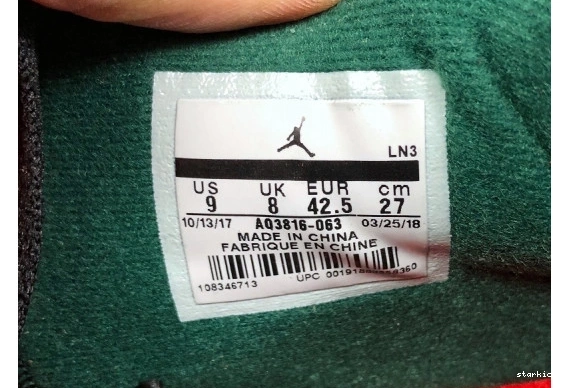 LN3
US UK EUR cm
9 8 42.5 27
10/13/17 AQ3816-063 03/25/18
MADE IN CHINA
FABRIQUE EN CHINE
108346713 UPC
starkic